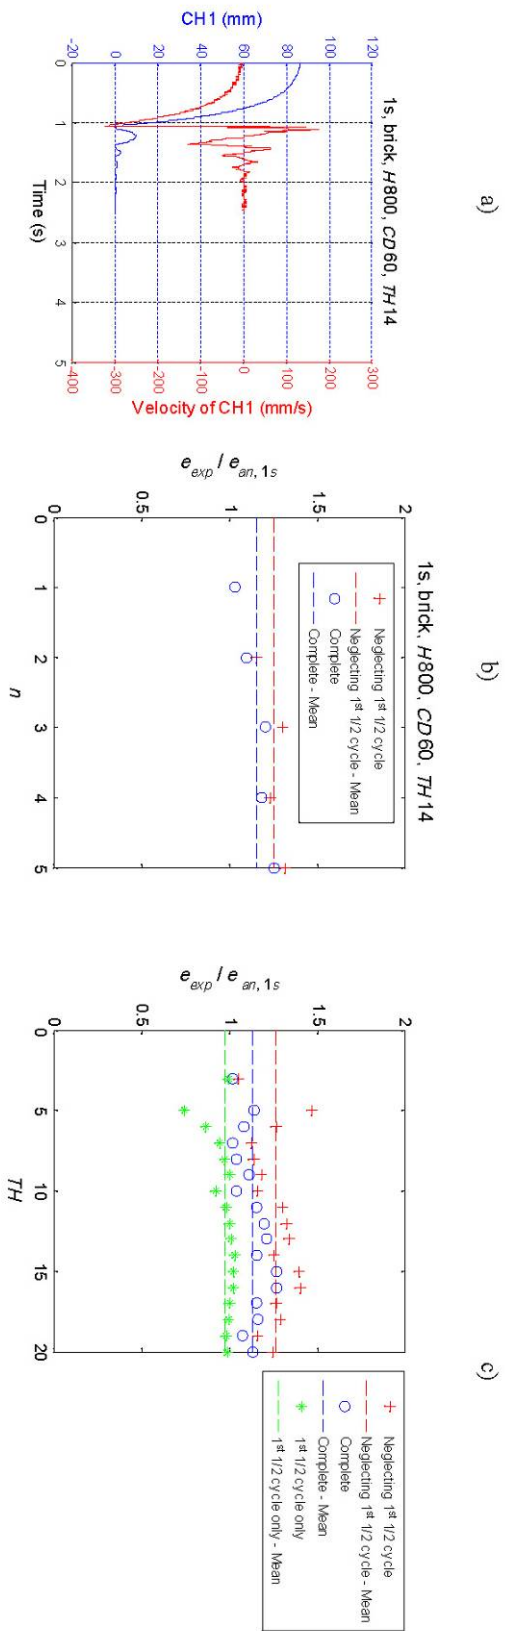 a)
1s, brick, H800, CD60, TH14
CH1 (mm)
120
100
80
60
40
20
0
-20
300
200
100
0
-100
-200
-300
-400
Velocity of CH1 (mm/s)
0 1 2 3 4 5
Time (s)
b)
1s, brick, H800, CD60, TH14
e exp / e an, 1s
2
1.5
1
0.5
0
0 1 2 3 4 5
n
Neglecting 1st 1/2 cycle
Neglecting 1st 1/2 cycle - Mean
Complete
Complete - Mean
c)
e exp / e an, 1s
2
1.5
1
0.5
0
0 5 10 15 20
TH
Neglecting 1st 1/2 cycle
Neglecting 1st 1/2 cycle - Mean
Complete
Complete - Mean
1st 1/2 cycle only
1st 1/2 cycle only - Mean